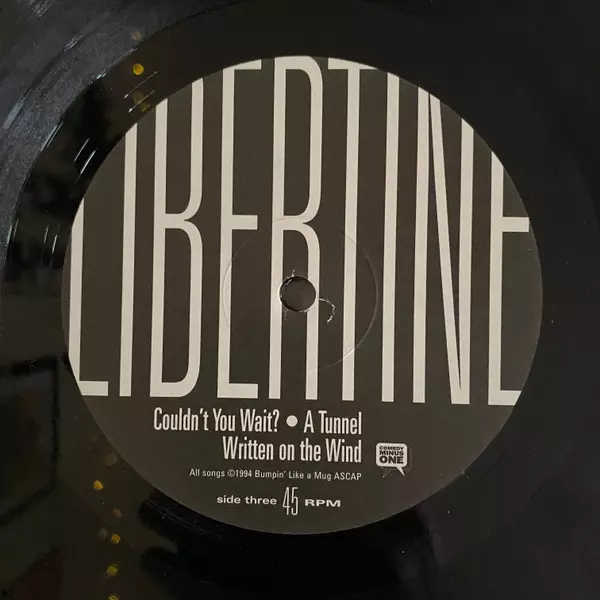 LIBERTINE
Couldn't You Wait? • A Tunnel
Written on the Wind
COMEDY
MINUS
ONE
All songs ©1994 Bumpin' Like a Mug ASCAP
side three 45 RPM